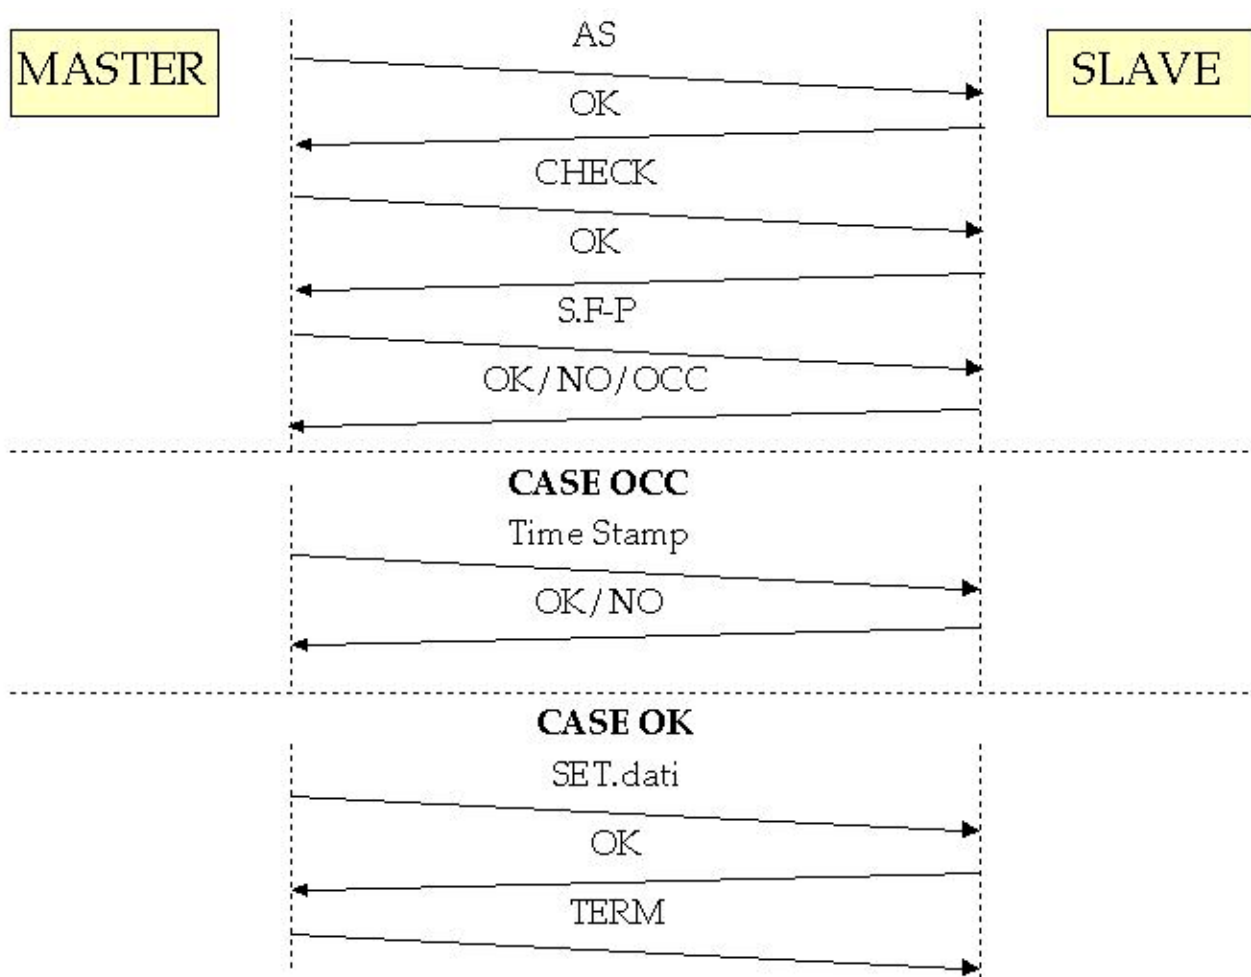 MASTER
SLAVE
AS
OK
CHECK
OK
S.F-P
OK/NO/OCC
CASE OCC
Time Stamp
OK/NO
CASE OK
SET.dati
OK
TERM